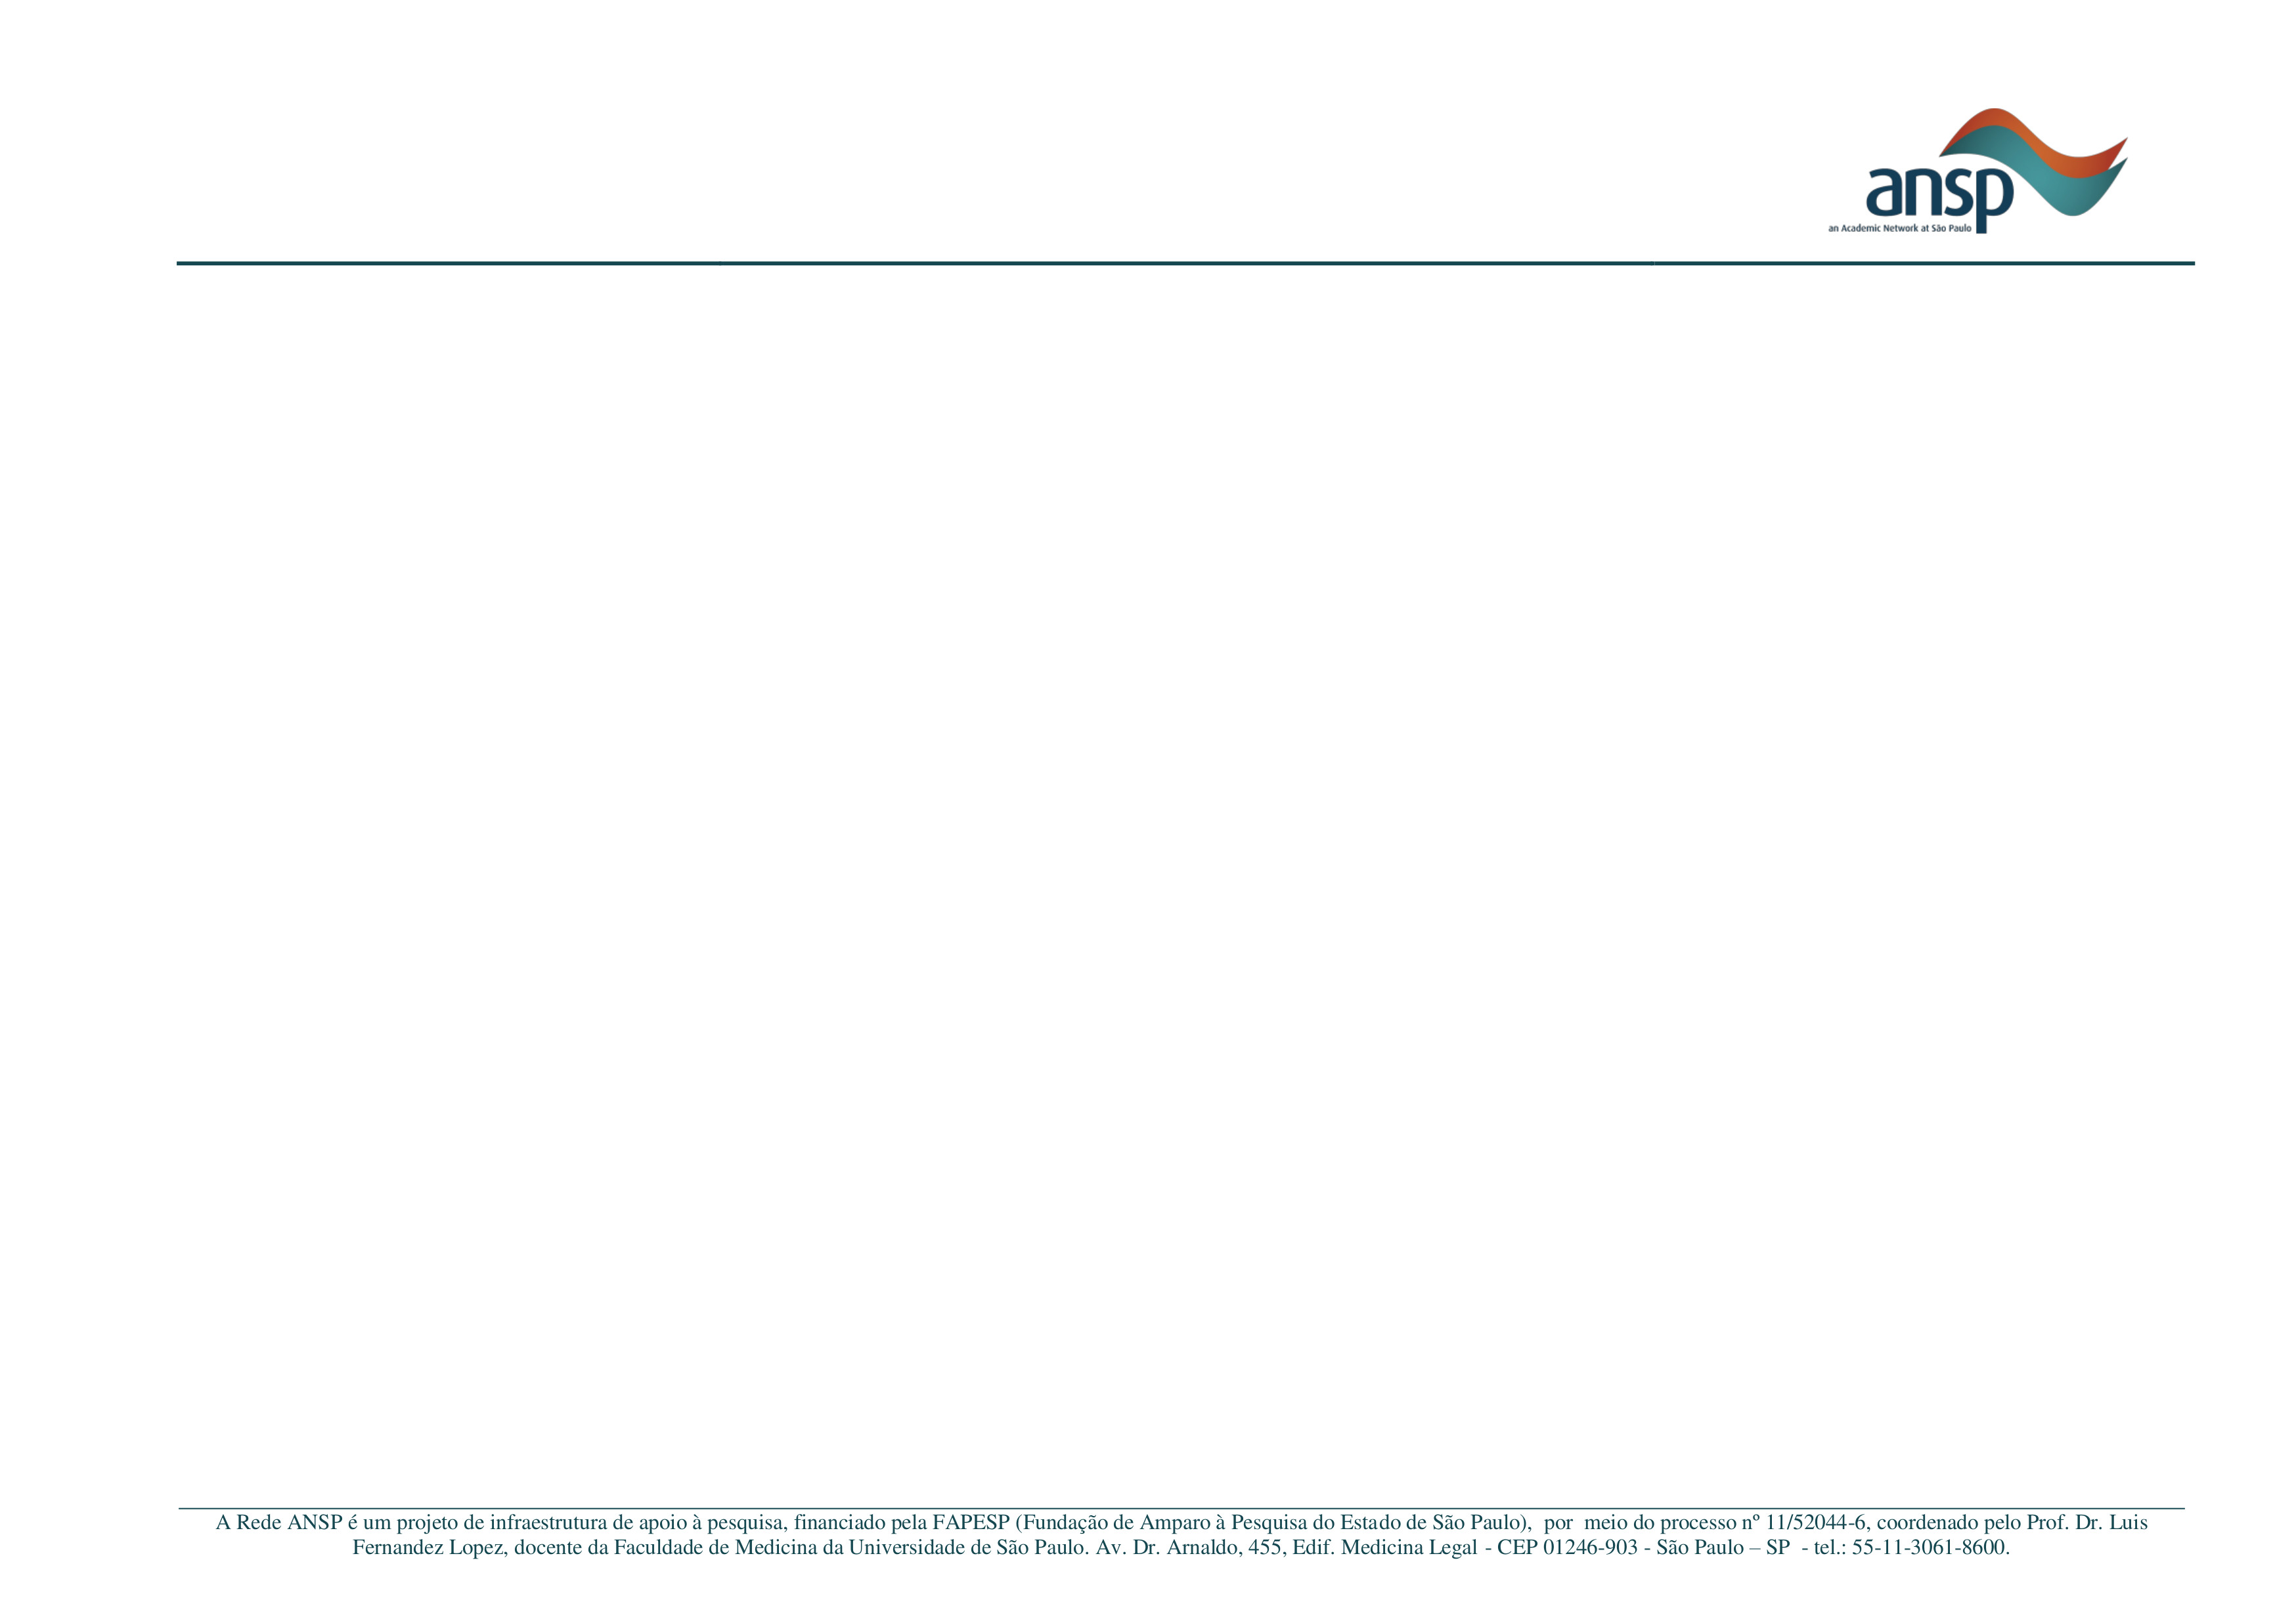 ansp
an Academic Network at São Paulo
A Rede ANSP é um projeto de infraestrutura de apoio à pesquisa, financiado pela FAPESP (Fundação de Amparo à Pesquisa do Estado de São Paulo),  por  meio do processo nº 11/52044-6, coordenado pelo Prof. Dr. Luis
Fernandez Lopez, docente da Faculdade de Medicina da Universidade de São Paulo. Av. Dr. Arnaldo, 455, Edif. Medicina Legal - CEP 01246-903 - São Paulo – SP  - tel.: 55-11-3061-8600.